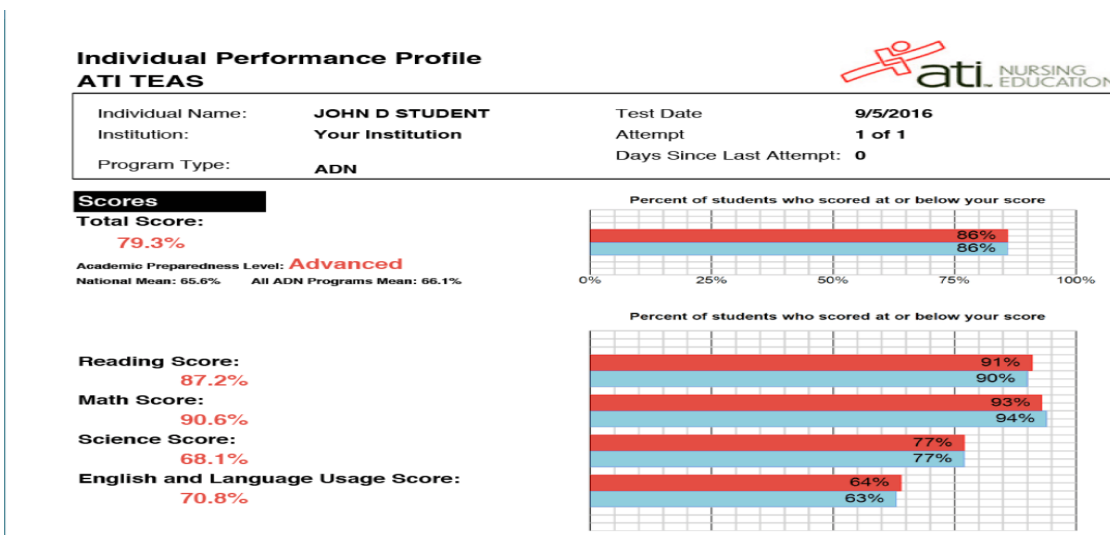 Individual Performance Profile
ATI TEAS
ati NURSING EDUCATION
Individual Name: JOHN D STUDENT Test Date 9/5/2016
Institution: Your Institution Attempt 1 of 1
Program Type: ADN Days Since Last Attempt: 0
Scores
Total Score:
79.3%
Academic Preparedness Level: Advanced
National Mean: 65.6% All ADN Programs Mean: 66.1%
Percent of students who scored at or below your score
86%
86%
0% 25% 50% 75% 100%
Percent of students who scored at or below your score
Reading Score:
87.2%
91%
90%
Math Score:
90.6%
93%
94%
Science Score:
68.1%
77%
77%
English and Language Usage Score:
70.8%
64%
63%